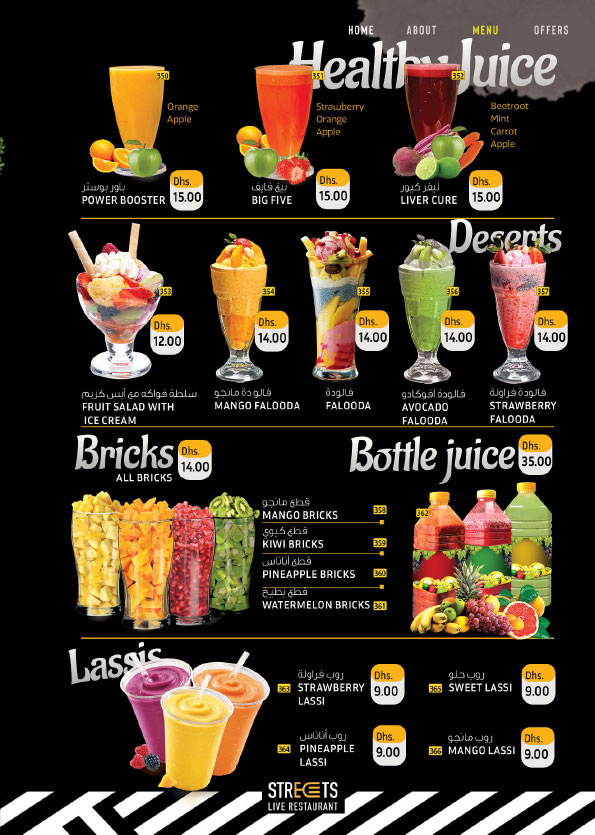 HOME ABOUT MENU OFFERS
Healthy Juice
350
Orange
Apple
باور بوستر
POWER BOOSTER
Dhs.
15.00
351
Strawberry
Orange
Apple
بيغ فايف
BIG FIVE
Dhs.
15.00
352
Beetroot
Mint
Carrot
Apple
ليفر كيور
LIVER CURE
Dhs.
15.00
Deserts
353
Dhs.
12.00
سلطة فواكه مع آيس كريم
FRUIT SALAD WITH
ICE CREAM
354
Dhs.
14.00
فالودة مانجو
MANGO FALOODA
355
Dhs.
14.00
فالودة
FALOODA
356
Dhs.
14.00
فالودة أفوكادو
AVOCADO
FALOODA
357
Dhs.
14.00
فالودة فراولة
STRAWBERRY
FALOODA
Bricks
ALL BRICKS
Dhs.
14.00
قطع مانجو
MANGO BRICKS 358
قطع كيوي
KIWI BRICKS 359
قطع أناناس
PINEAPPLE BRICKS 360
قطع بطيخ
WATERMELON BRICKS 361
Bottle juice
Dhs.
35.00
362
Lassis
روب فراولة
363 STRAWBERRY
LASSI
Dhs.
9.00
روب حلو
365 SWEET LASSI
Dhs.
9.00
روب أناناس
364 PINEAPPLE
LASSI
Dhs.
9.00
روب مانجو
366 MANGO LASSI
Dhs.
9.00
STREETS
LIVE RESTAURANT